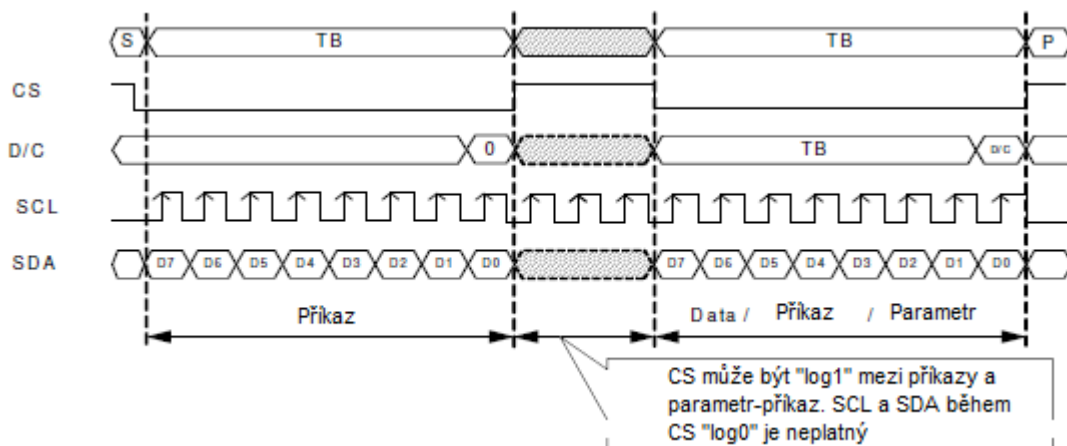 S TB TB P
CS
D/C 0 TB D/C
SCL
SDA D7 D6 D5 D4 D3 D2 D1 D0 D7 D6 D5 D4 D3 D2 D1 D0
Příkaz Data / Příkaz / Parametr
CS může být "log1" mezi příkazy a
parametr-příkaz. SCL a SDA během
CS "log0" je neplatný